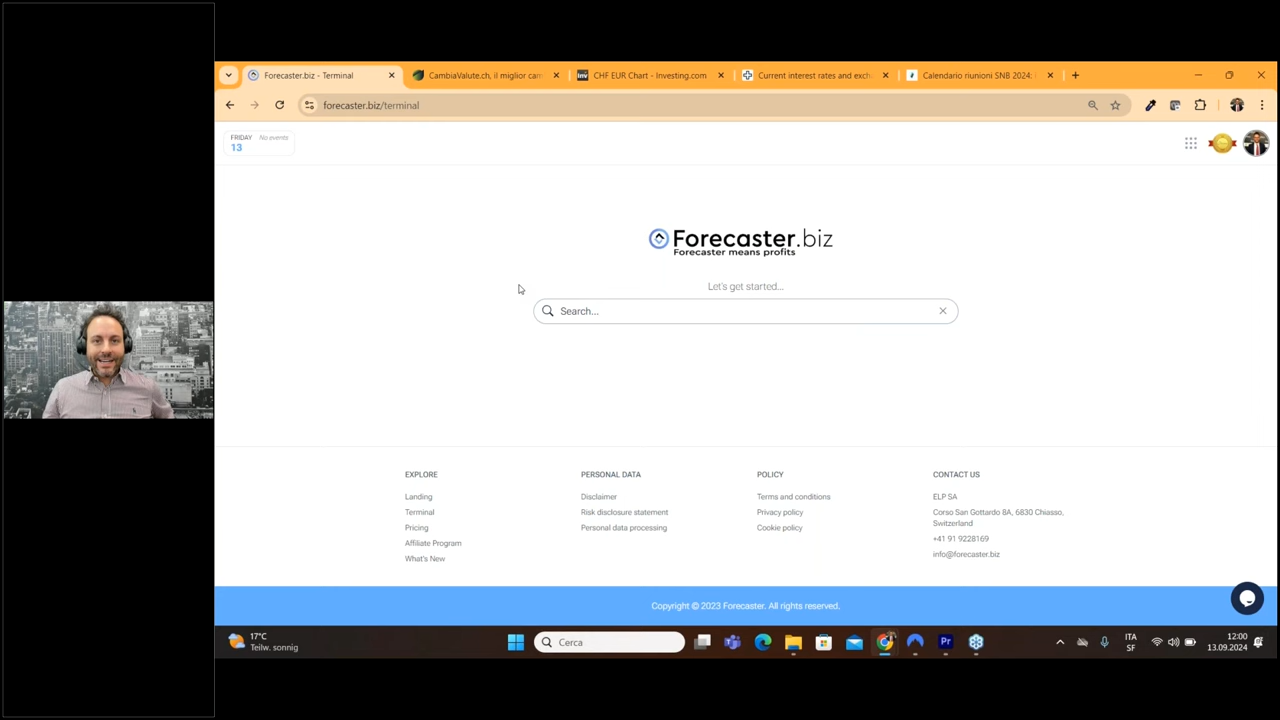 Forecaster.biz - Terminal
CambiaValute.ch, il miglior can
CHF EUR Chart - Investing.com
Current interest rates and exch
Calendario riunioni SNB 2024:
forecaster.biz/terminal
FRIDAY
No events
13
Forecaster.biz
Forecaster means profits
Let's get started...
Search...
EXPLORE
Landing
Terminal
Pricing
Affiliate Program
What's New
PERSONAL DATA
Disclaimer
Risk disclosure statement
Personal data processing
POLICY
Terms and conditions
Privacy policy
Cookie policy
CONTACT US
ELP SA
Corso San Gottardo 8A, 6830 Chiasso,
Switzerland
+41 91 9228169
info@forecaster.biz
Copyright © 2023 Forecaster. All rights reserved.
17°C
Teilw. sonnig
Cerca
Pr
ITA
SF
12:00
13.09.2024